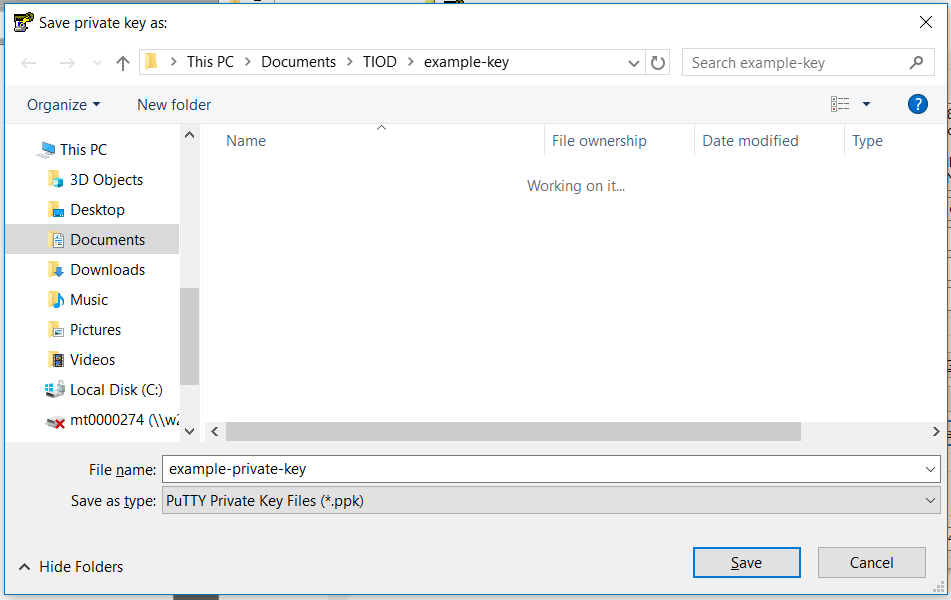 Save private key as:
This PC > Documents > TIOD > example-key
Search example-key
Organize
New folder
?
Name
File ownership
Date modified
Type
Working on it...
This PC
3D Objects
Desktop
Documents
Downloads
Music
Pictures
Videos
Local Disk (C:)
mt0000274 (\\w2
File name: example-private-key
Save as type: PuTTY Private Key Files (*.ppk)
Hide Folders
Save
Cancel